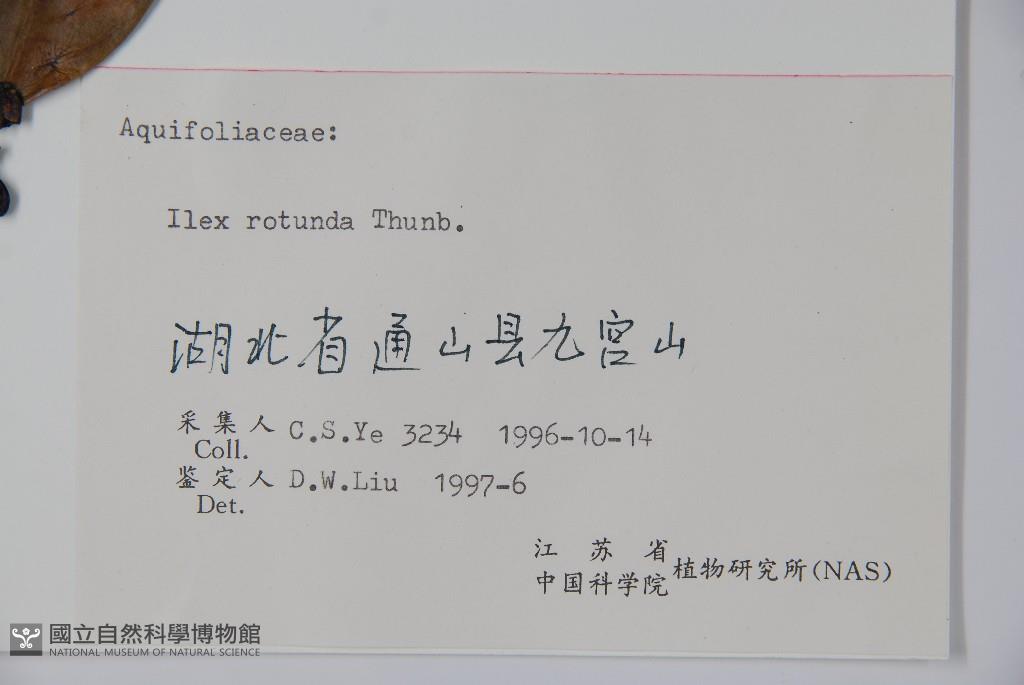 Aquifoliaceae:
Ilex rotunda Thunb.
湖北省通山县九宫山
采集人 C.S.Ye 3234 1996-10-14
Coll.
鉴定人 D.W.Liu 1997-6
Det.
江苏省
中国科学院植物研究所(NAS)
國立自然科學博物館
NATIONAL MUSEUM OF NATURAL SCIENCE